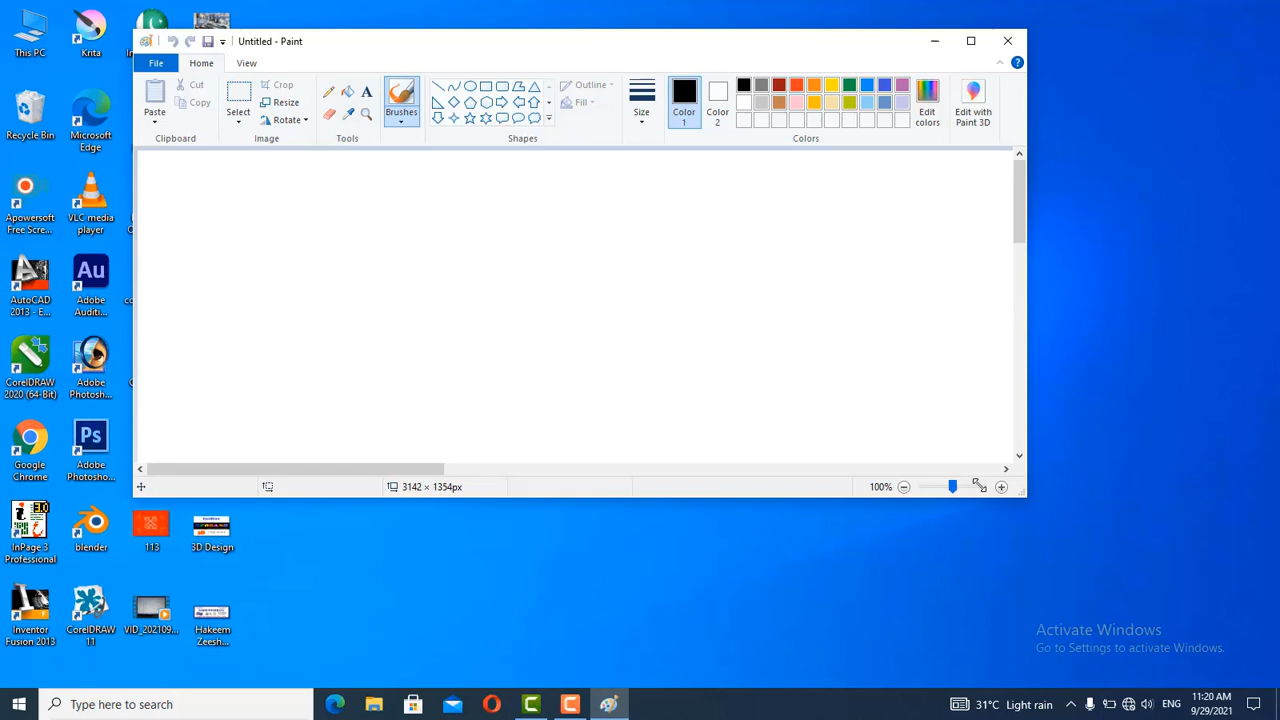 Untitled - Paint
File
Home
View
Paste
Cut
Copy
Clipboard
Select
Crop
Resize
Rotate
Image
A
Tools
Brushes
Shapes
Outline
Fill
Size
Color
1
Color
2
Edit
colors
Colors
Edit with
Paint 3D
3142 × 1354px
100%
This PC
Krita
Recycle Bin
Microsoft
Edge
Apowersoft
Free Scre...
VLC media
player
AutoCAD
2013 - E...
Au
Adobe
Auditi...
CorelDRAW
2020 (64-Bit)
Adobe
Photosh...
Google
Chrome
Ps
Adobe
Photosho...
InPage 3
Professional
blender
113
3D Design
Inventor
Fusion 2013
CorelDRAW
11
VID_202109...
Hakeem
Zeesh...
Activate Windows
Go to Settings to activate Windows.
Type here to search
31°C Light rain
ENG
11:20 AM
9/29/2021